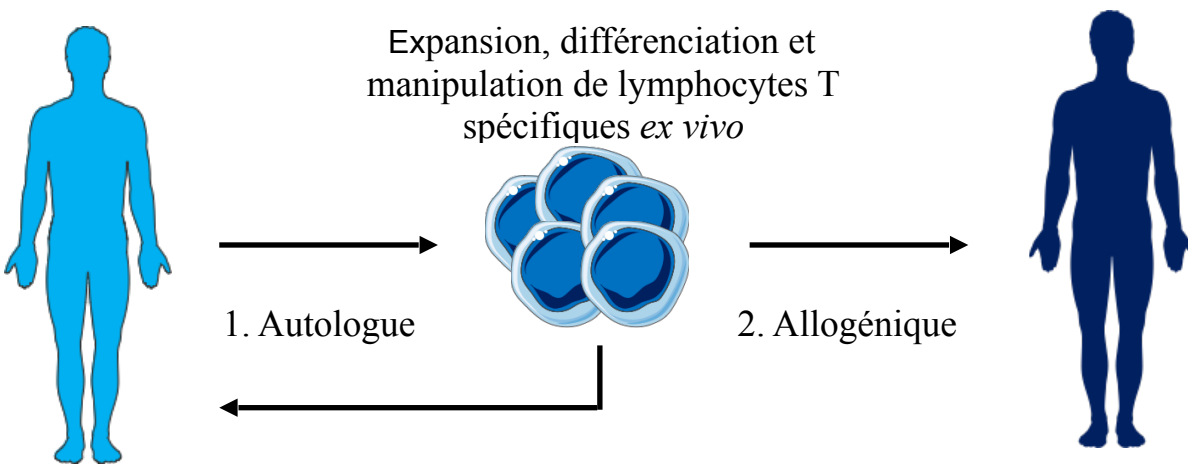 Expansion, différenciation et
manipulation de lymphocytes T
spécifiques ex vivo
1. Autologue
2. Allogénique